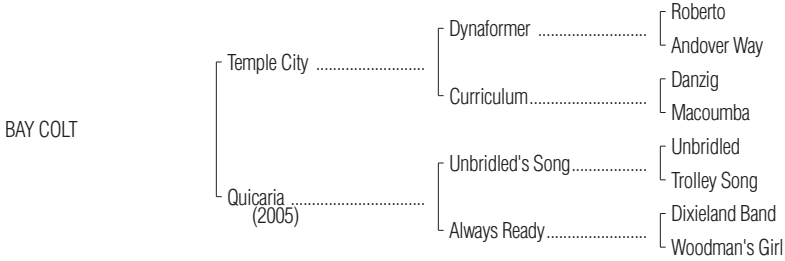 Roberto
Dynaformer ..........................
Andover Way
Temple City ..........................
Danzig
Curriculum............................
Macoumba
BAY COLT
Unbridled
Unbridled's Song..................
Trolley Song
Quicaria ................................
(2005)
Dixieland Band
Always Ready........................
Woodman's Girl